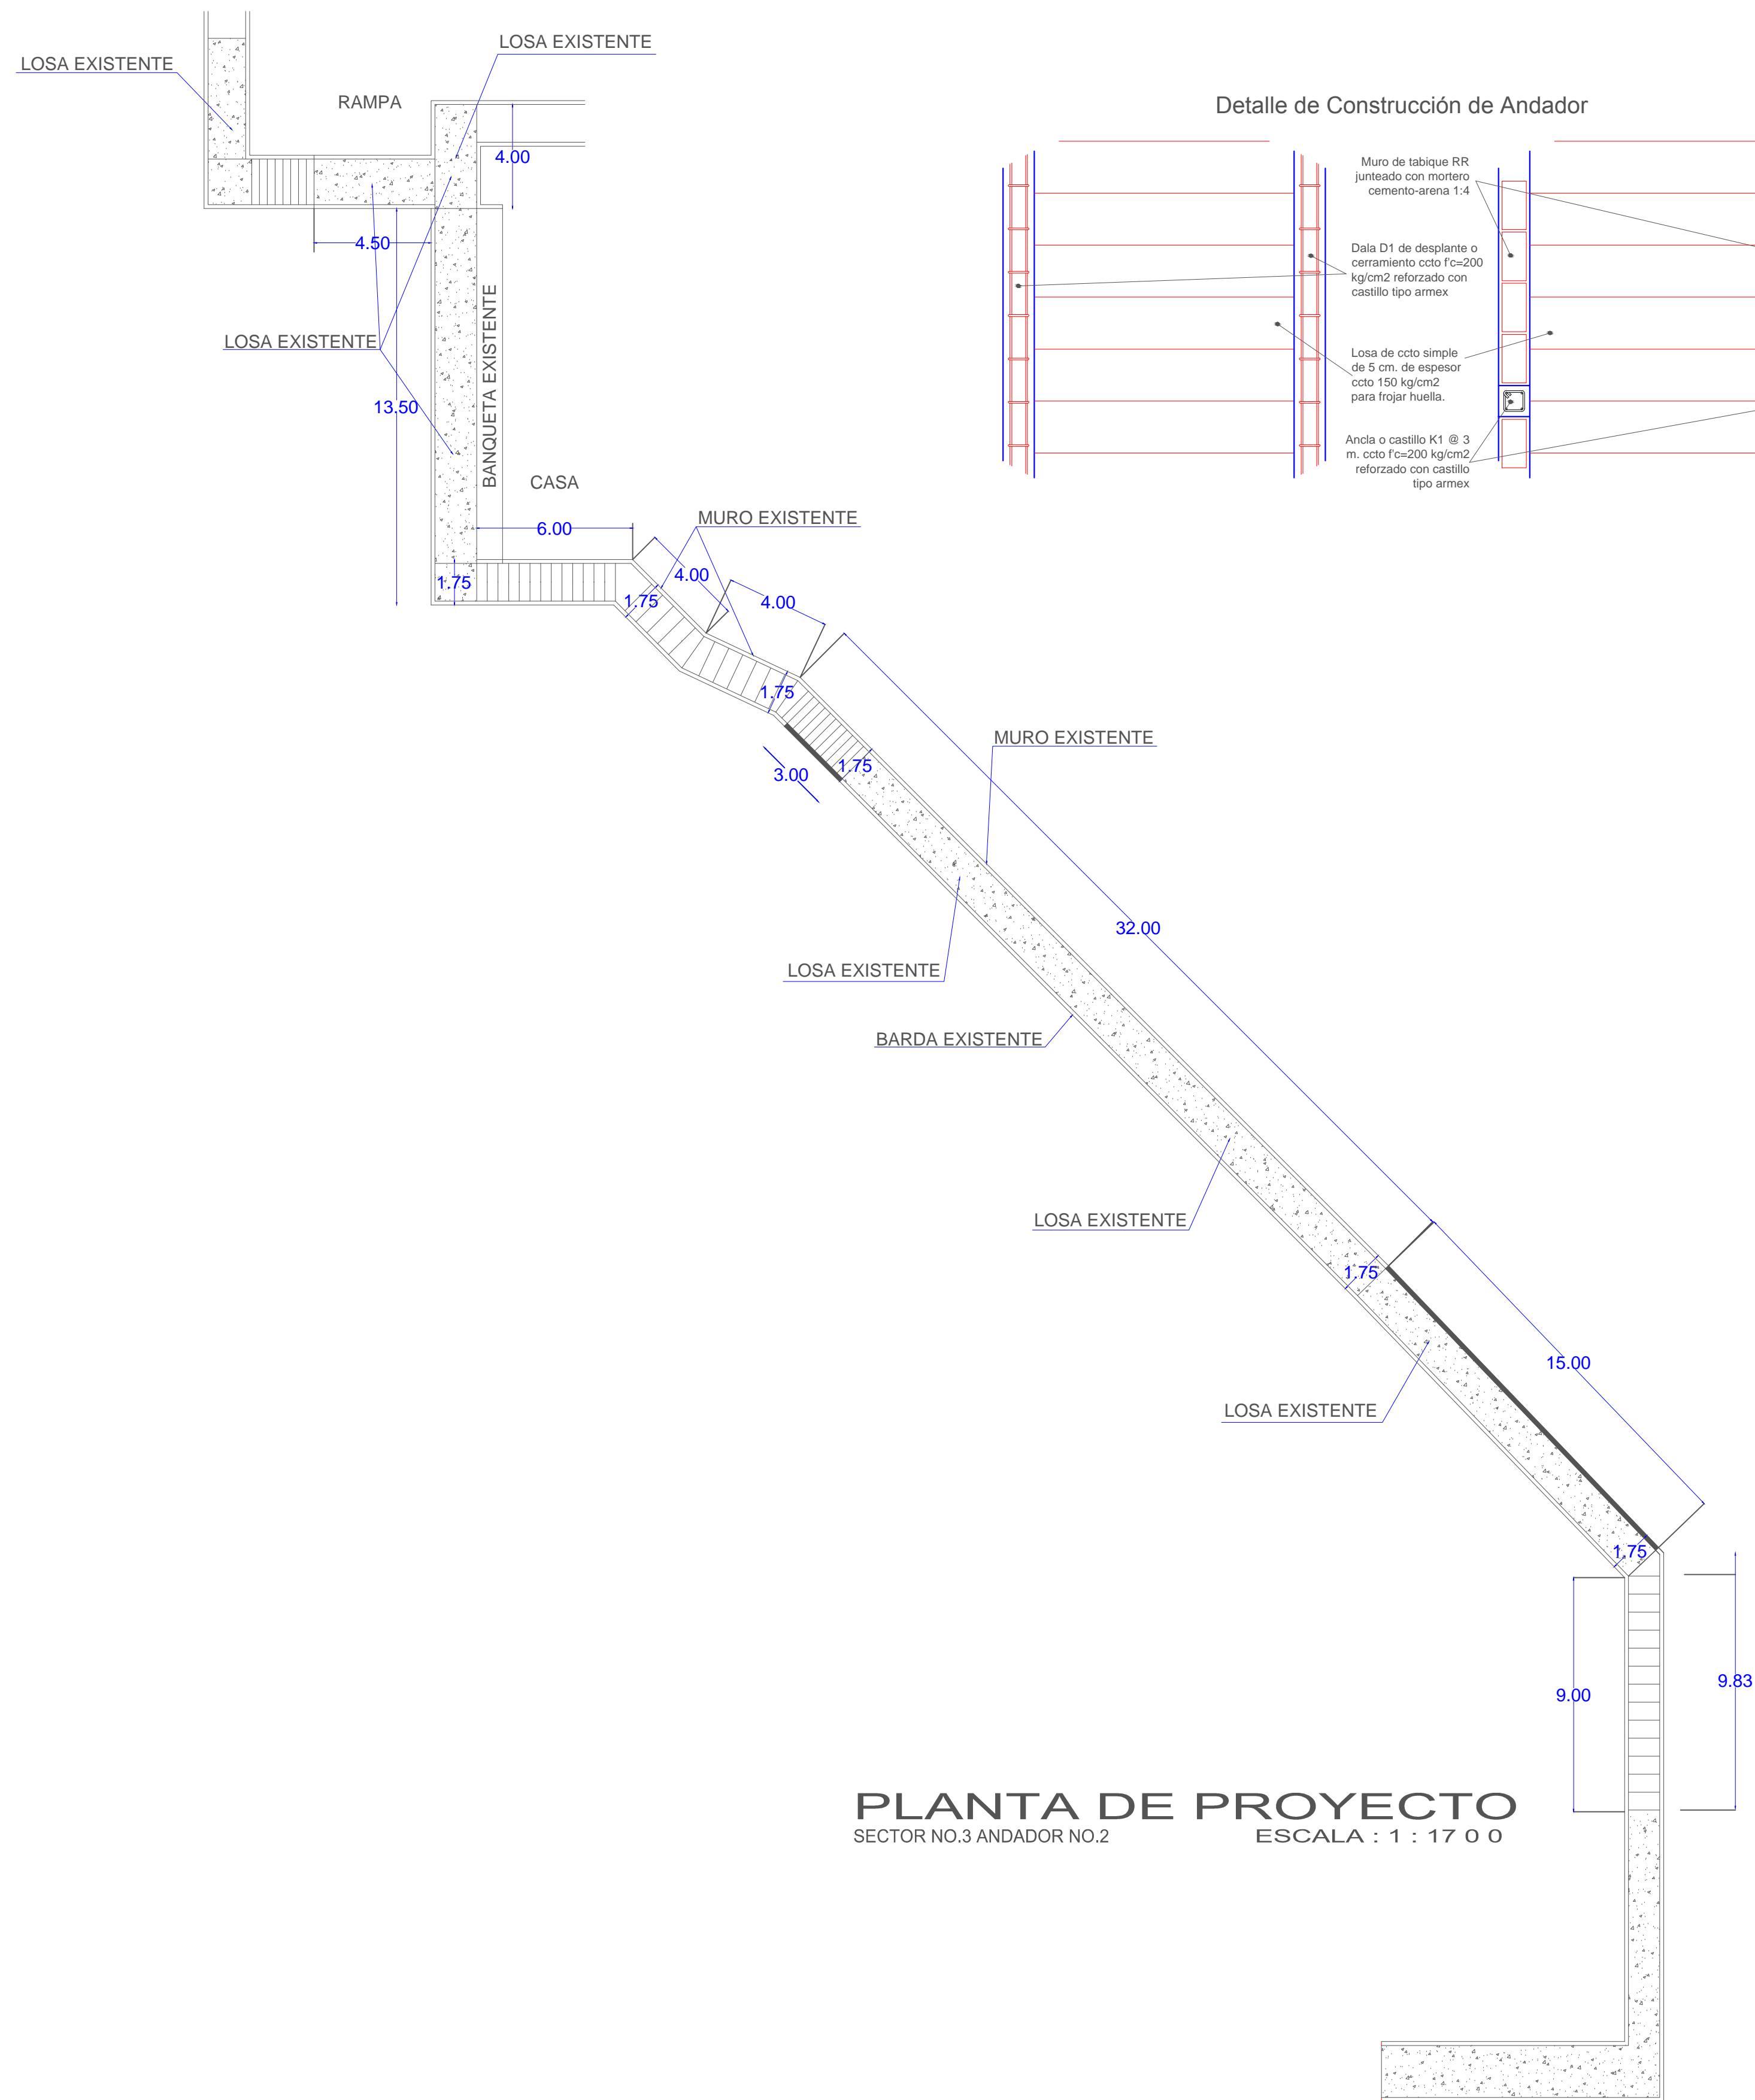 LOSA EXISTENTE
LOSA EXISTENTE
RAMPA
4.00
4.50
LOSA EXISTENTE
BANQUETA EXISTENTE
13.50
CASA
6.00
1.75
MURO EXISTENTE
4.00
1.75
4.00
1.75
3.00
1.75
MURO EXISTENTE
32.00
LOSA EXISTENTE
BARDA EXISTENTE
LOSA EXISTENTE
1.75
15.00
LOSA EXISTENTE
1.75
9.00
9.83
Detalle de Construcción de Andador
Muro de tabique RR
junteado con mortero
cemento-arena 1:4
Dala D1 de desplante o
cerramiento ccto f'c=200
kg/cm2 reforzado con
castillo tipo armex
Losa de ccto simple
de 5 cm. de espesor
ccto 150 kg/cm2
para frojar huella.
Ancla o castillo K1 @ 3
m. ccto f'c=200 kg/cm2
reforzado con castillo
tipo armex
PLANTA DE PROYECTO
SECTOR NO.3 ANDADOR NO.2
ESCALA : 1 : 17 0 0